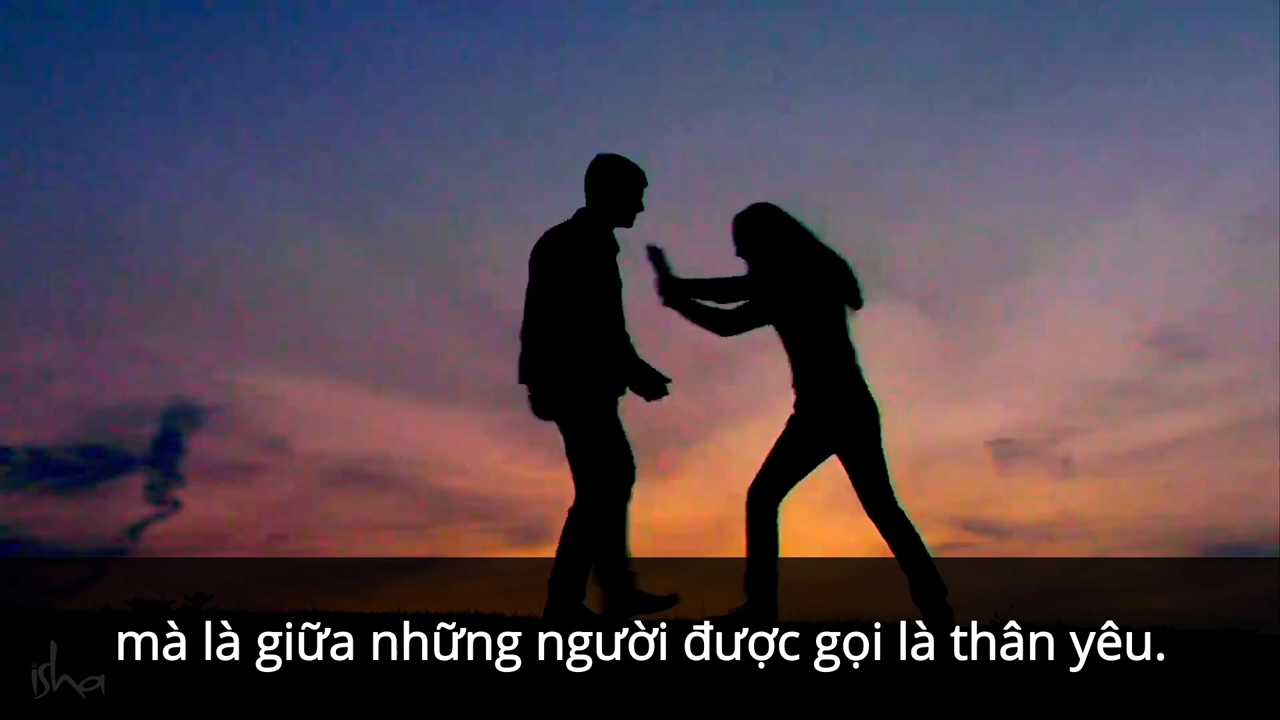 mà là giữa những người được gọi là thân yêu.
isha